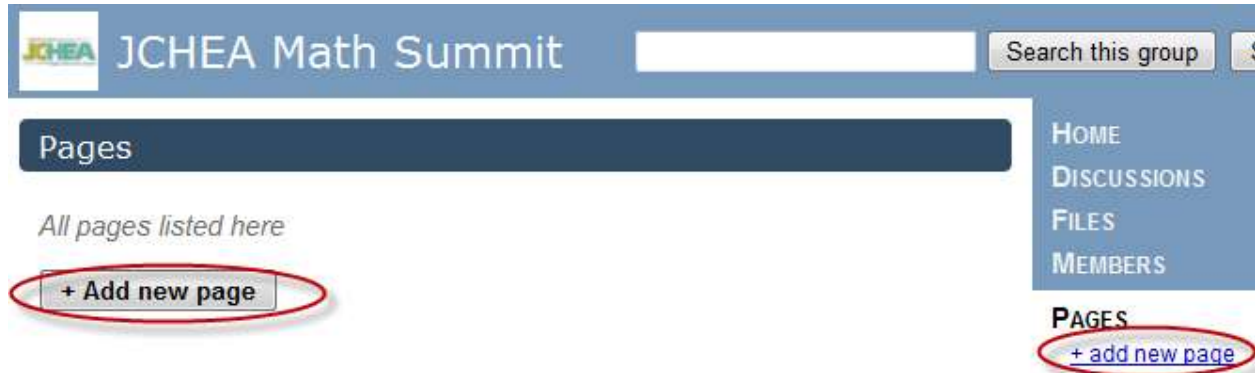 JCHEA
JCHEA Math Summit
Search this group
Pages
All pages listed here
+ Add new page
HOME
DISCUSSIONS
FILES
MEMBERS
PAGES
+ add new page